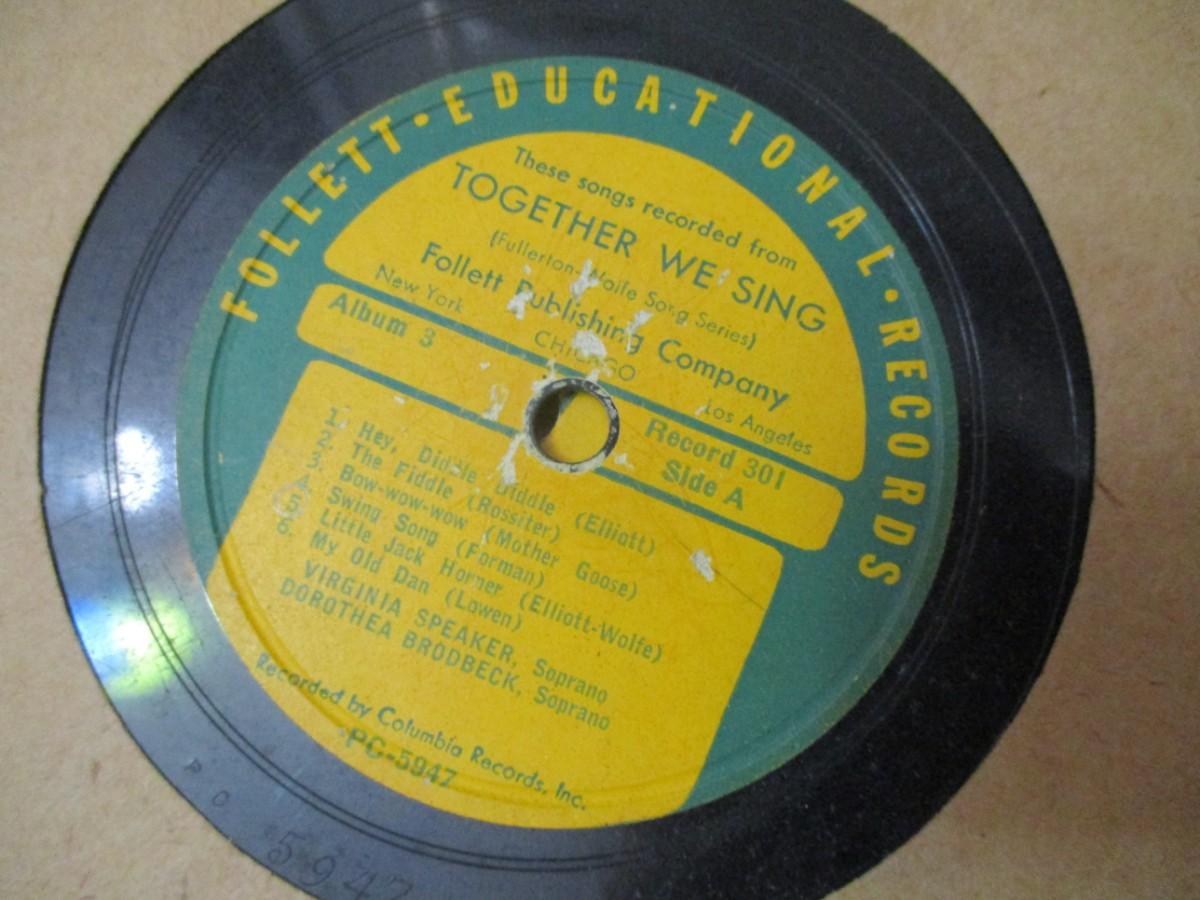 FOLLETT • EDUCATIONAL • RECORDS
These songs recorded from
TOGETHER WE SING
(Fullerton-Wolfe Song Series)
Follett Publishing Company
New York CHICAGO Los Angeles
Album 3
Record 301
Side A
1. Hey, Diddle Diddle (Elliott)
2. The Fiddle (Rossiter)
3. Bow-wow-wow (Mother Goose)
4. Swing Song (Forman)
5. Little Jack Horner (Elliott-Wolfe)
6. My Old Dan (Lowen)
VIRGINIA SPEAKER, Soprano
DOROTHEA BRODBECK, Soprano
Recorded by Columbia Records, Inc.
PC-5947
5947